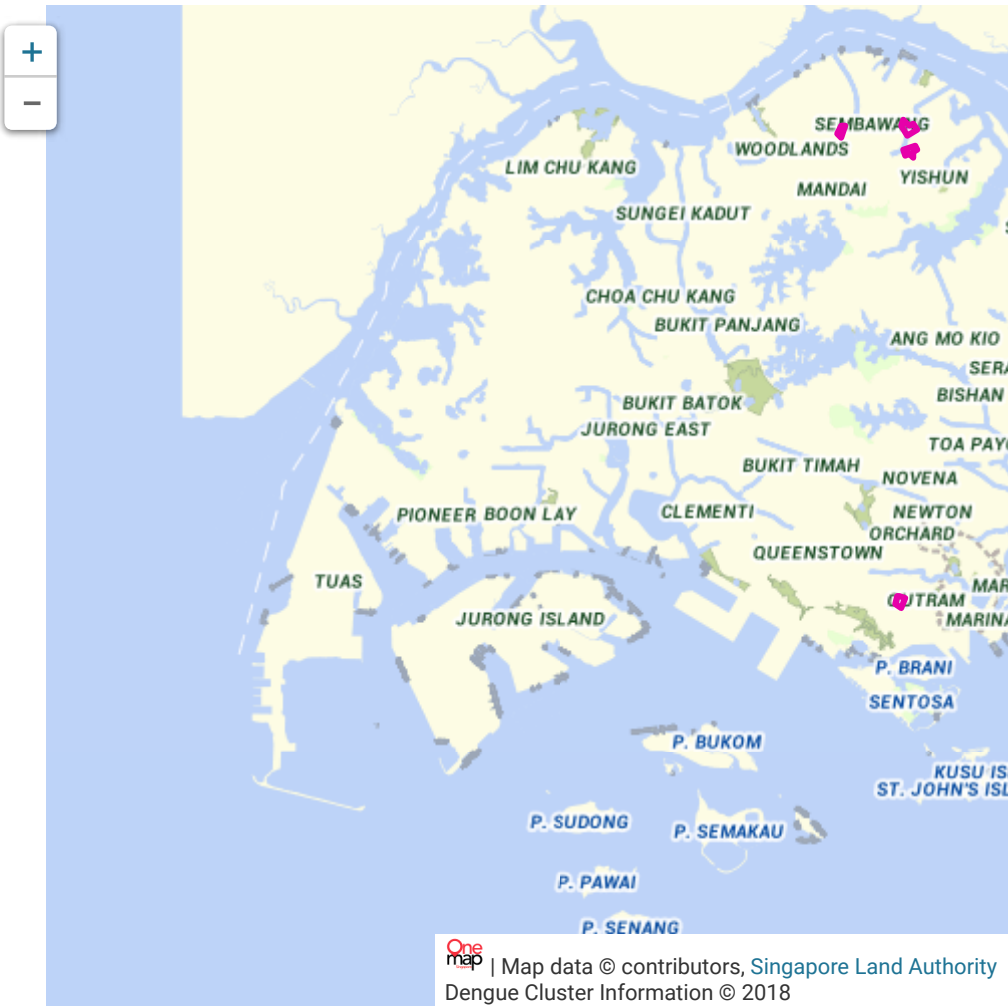 +
−
SEMBAWANG
WOODLANDS
LIM CHU KANG
YISHUN
MANDAI
SUNGEI KADUT
CHOA CHU KANG
BUKIT PANJANG
ANG MO KIO
SERA
BISHAN
BUKIT BATOK
JURONG EAST
TOA PAYO
BUKIT TIMAH
NOVENA
PIONEER BOON LAY
CLEMENTI
NEWTON
ORCHARD
QUEENSTOWN
TUAS
MAR
OUTRAM
JURONG ISLAND
MARINA
P. BRANI
SENTOSA
P. BUKOM
KUSU IS
ST. JOHN'S ISL
P. SUDONG
P. SEMAKAU
P. PAWAI
P. SENANG
One
map | Map data © contributors, Singapore Land Authority
Dengue Cluster Information © 2018